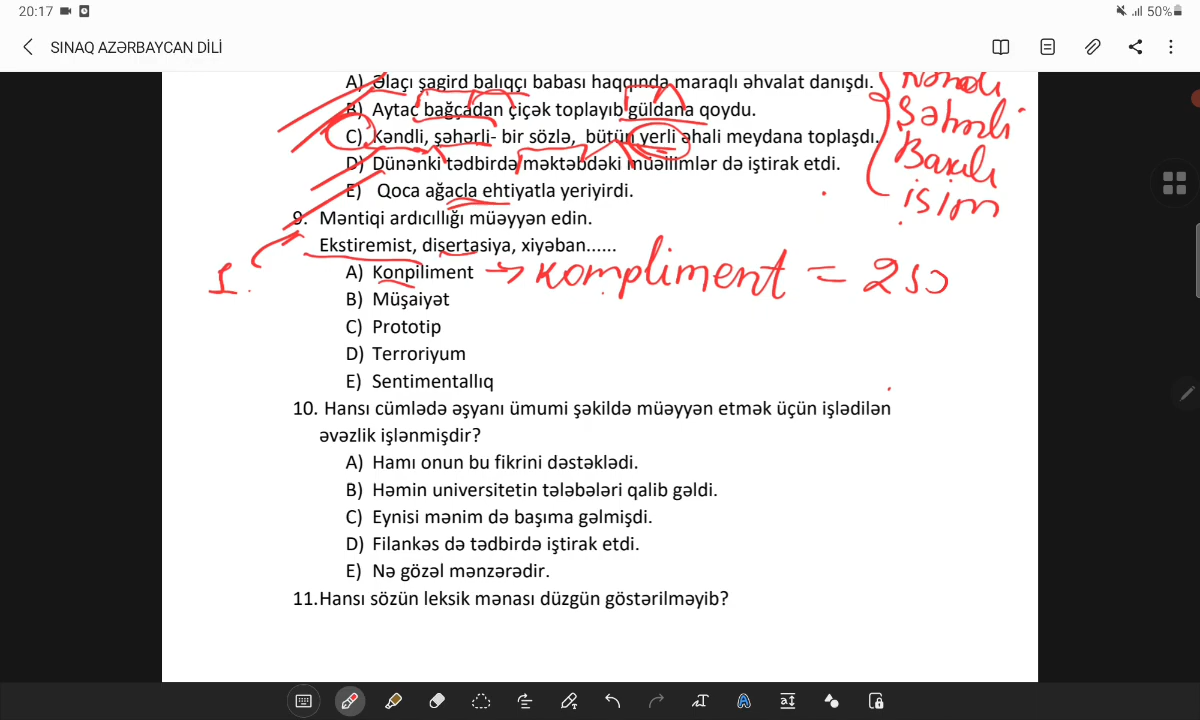 20:17 50%
SINAQ AZƏRBAYCAN DİLİ
A) Əlaçı şagird balıqçı babası haqqında maraqlı əhvalat danışdı.
B) Aytac bağçadan çiçək toplayıb güldana qoydu.
C) Kəndli, şəhərli- bir sözlə, bütün yerli əhali meydana toplaşdı.
D) Dünənki tədbirdə məktəbdəki müəllimlər də iştirak etdi.
E) Qoca ağacla ehtiyatla yeriyirdi.
Kəndli
Şəhərli
Bakılı
isim
9. Məntiqi ardıcıllığı müəyyən edin.
Ekstiremist, disertasiya, xiyəban......
1.
A) Konpiliment → kompliment =
B) Müşaiyət
C) Prototip
D) Terroriyum
E) Sentimentallıq
10. Hansı cümlədə əşyanı ümumi şəkildə müəyyən etmək üçün işlədilən
əvəzlik işlənmişdir?
A) Hamı onun bu fikrini dəstəklədi.
B) Həmin universitetin tələbələri qalib gəldi.
C) Eynisi mənim də başıma gəlmişdi.
D) Filankəs də tədbirdə iştirak etdi.
E) Nə gözəl mənzərədir.
11.Hansı sözün leksik mənası düzgün göstərilməyib?